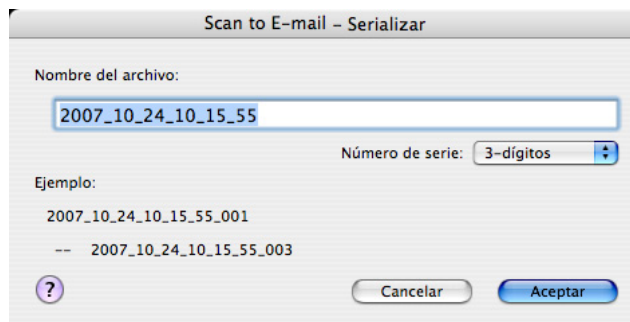 Scan to E-mail – Serializar
Nombre del archivo:
2007_10_24_10_15_55
Número de serie: 3-dígitos
Ejemplo:
2007_10_24_10_15_55_001
-- 2007_10_24_10_15_55_003
? Cancelar Aceptar